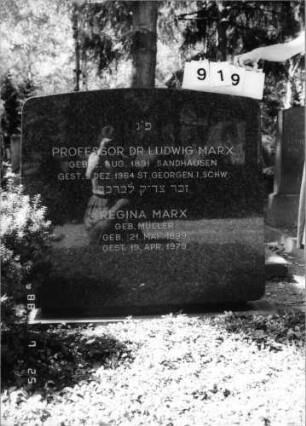 919
פ״נ
PROFESSOR DR LUDWIG MARX
GEB. AUG. 1891 SANDHAUSEN
GEST. DEZ. 1964 ST. GEORGEN I. SCHW.
זכר צדיק לברכה
REGINA MARX
GEB. MÜLLER
GEB. 21. MAI 1899
GEST. 19. APR. 1979